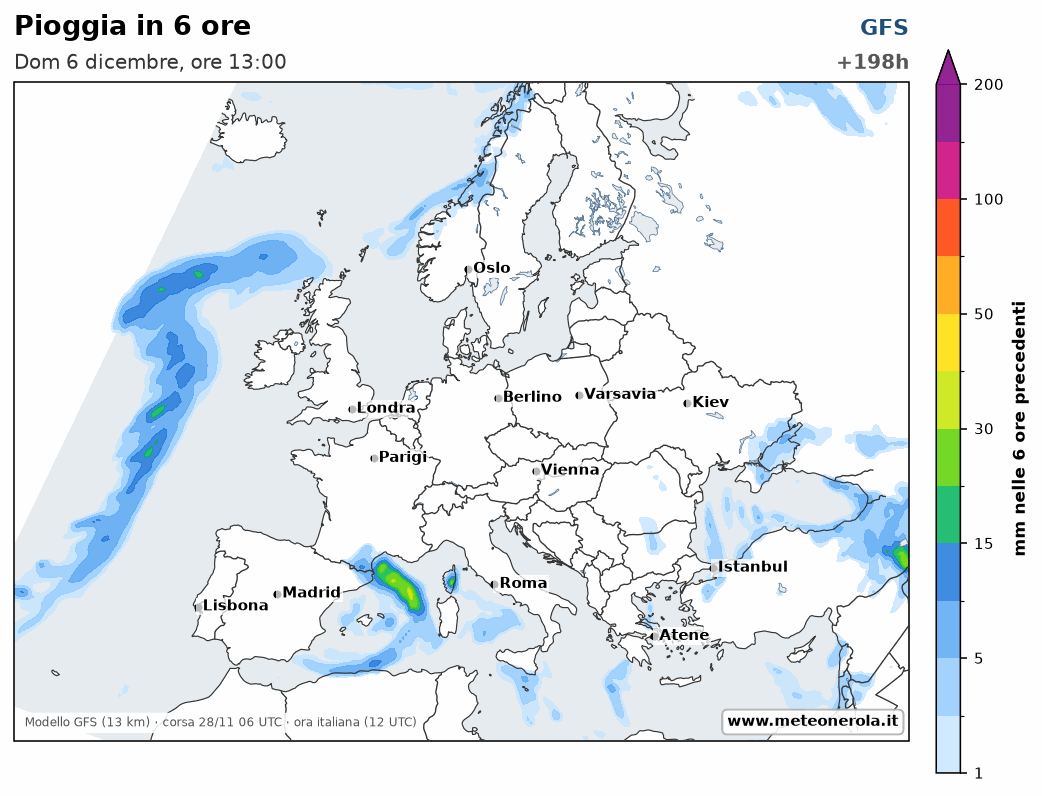 Pioggia in 6 ore
GFS
Dom 6 dicembre, ore 13:00
+198h
200
100
50
30
15
5
1
mm nelle 6 ore precedenti
Oslo
Berlino
Varsavia
Kiev
Londra
Parigi
Vienna
Istanbul
Madrid
Roma
Lisbona
Atene
Modello GFS (13 km) · corsa 28/11 06 UTC · ora italiana (12 UTC)
www.meteonerola.it